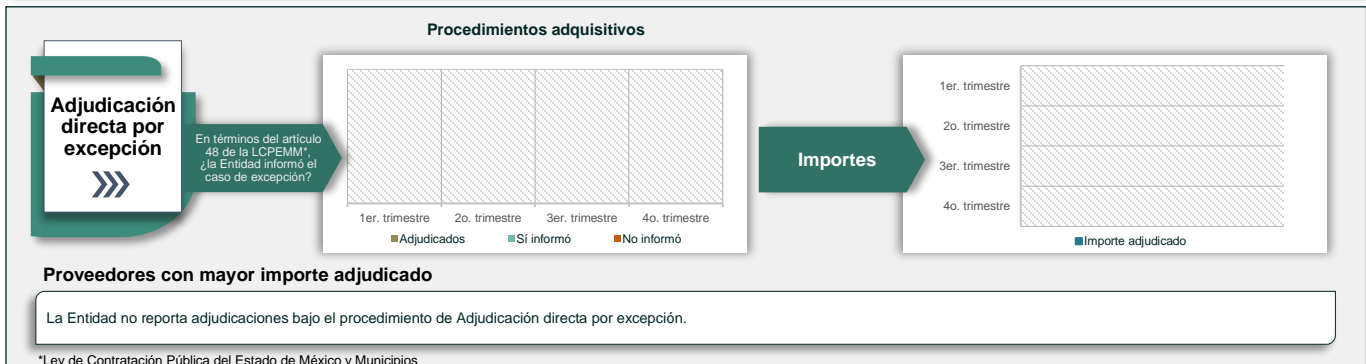 Procedimientos adquisitivos
Adjudicación
directa por
excepción
En términos del artículo
48 de la LCPEMM*,
¿la Entidad informó el
caso de excepción?
1er. trimestre 2o. trimestre 3er. trimestre 4o. trimestre
Adjudicados Sí informó No informó
Importes
1er. trimestre
2o. trimestre
3er. trimestre
4o. trimestre
Importe adjudicado
Proveedores con mayor importe adjudicado
La Entidad no reporta adjudicaciones bajo el procedimiento de Adjudicación directa por excepción.
*Ley de Contratación Pública del Estado de México y Municipios